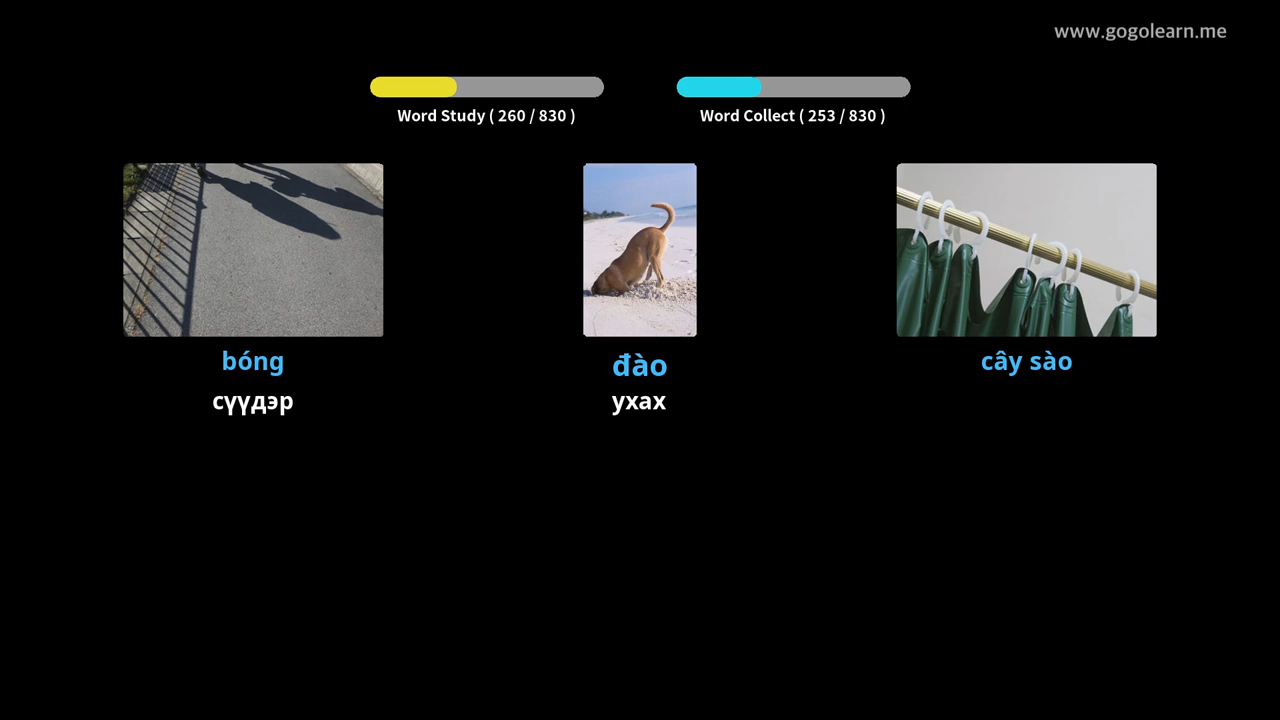 www.gogolearn.me
Word Study ( 260 / 830 )
Word Collect ( 253 / 830 )
bóng
đào
cây sào
сүүдэр
ухах